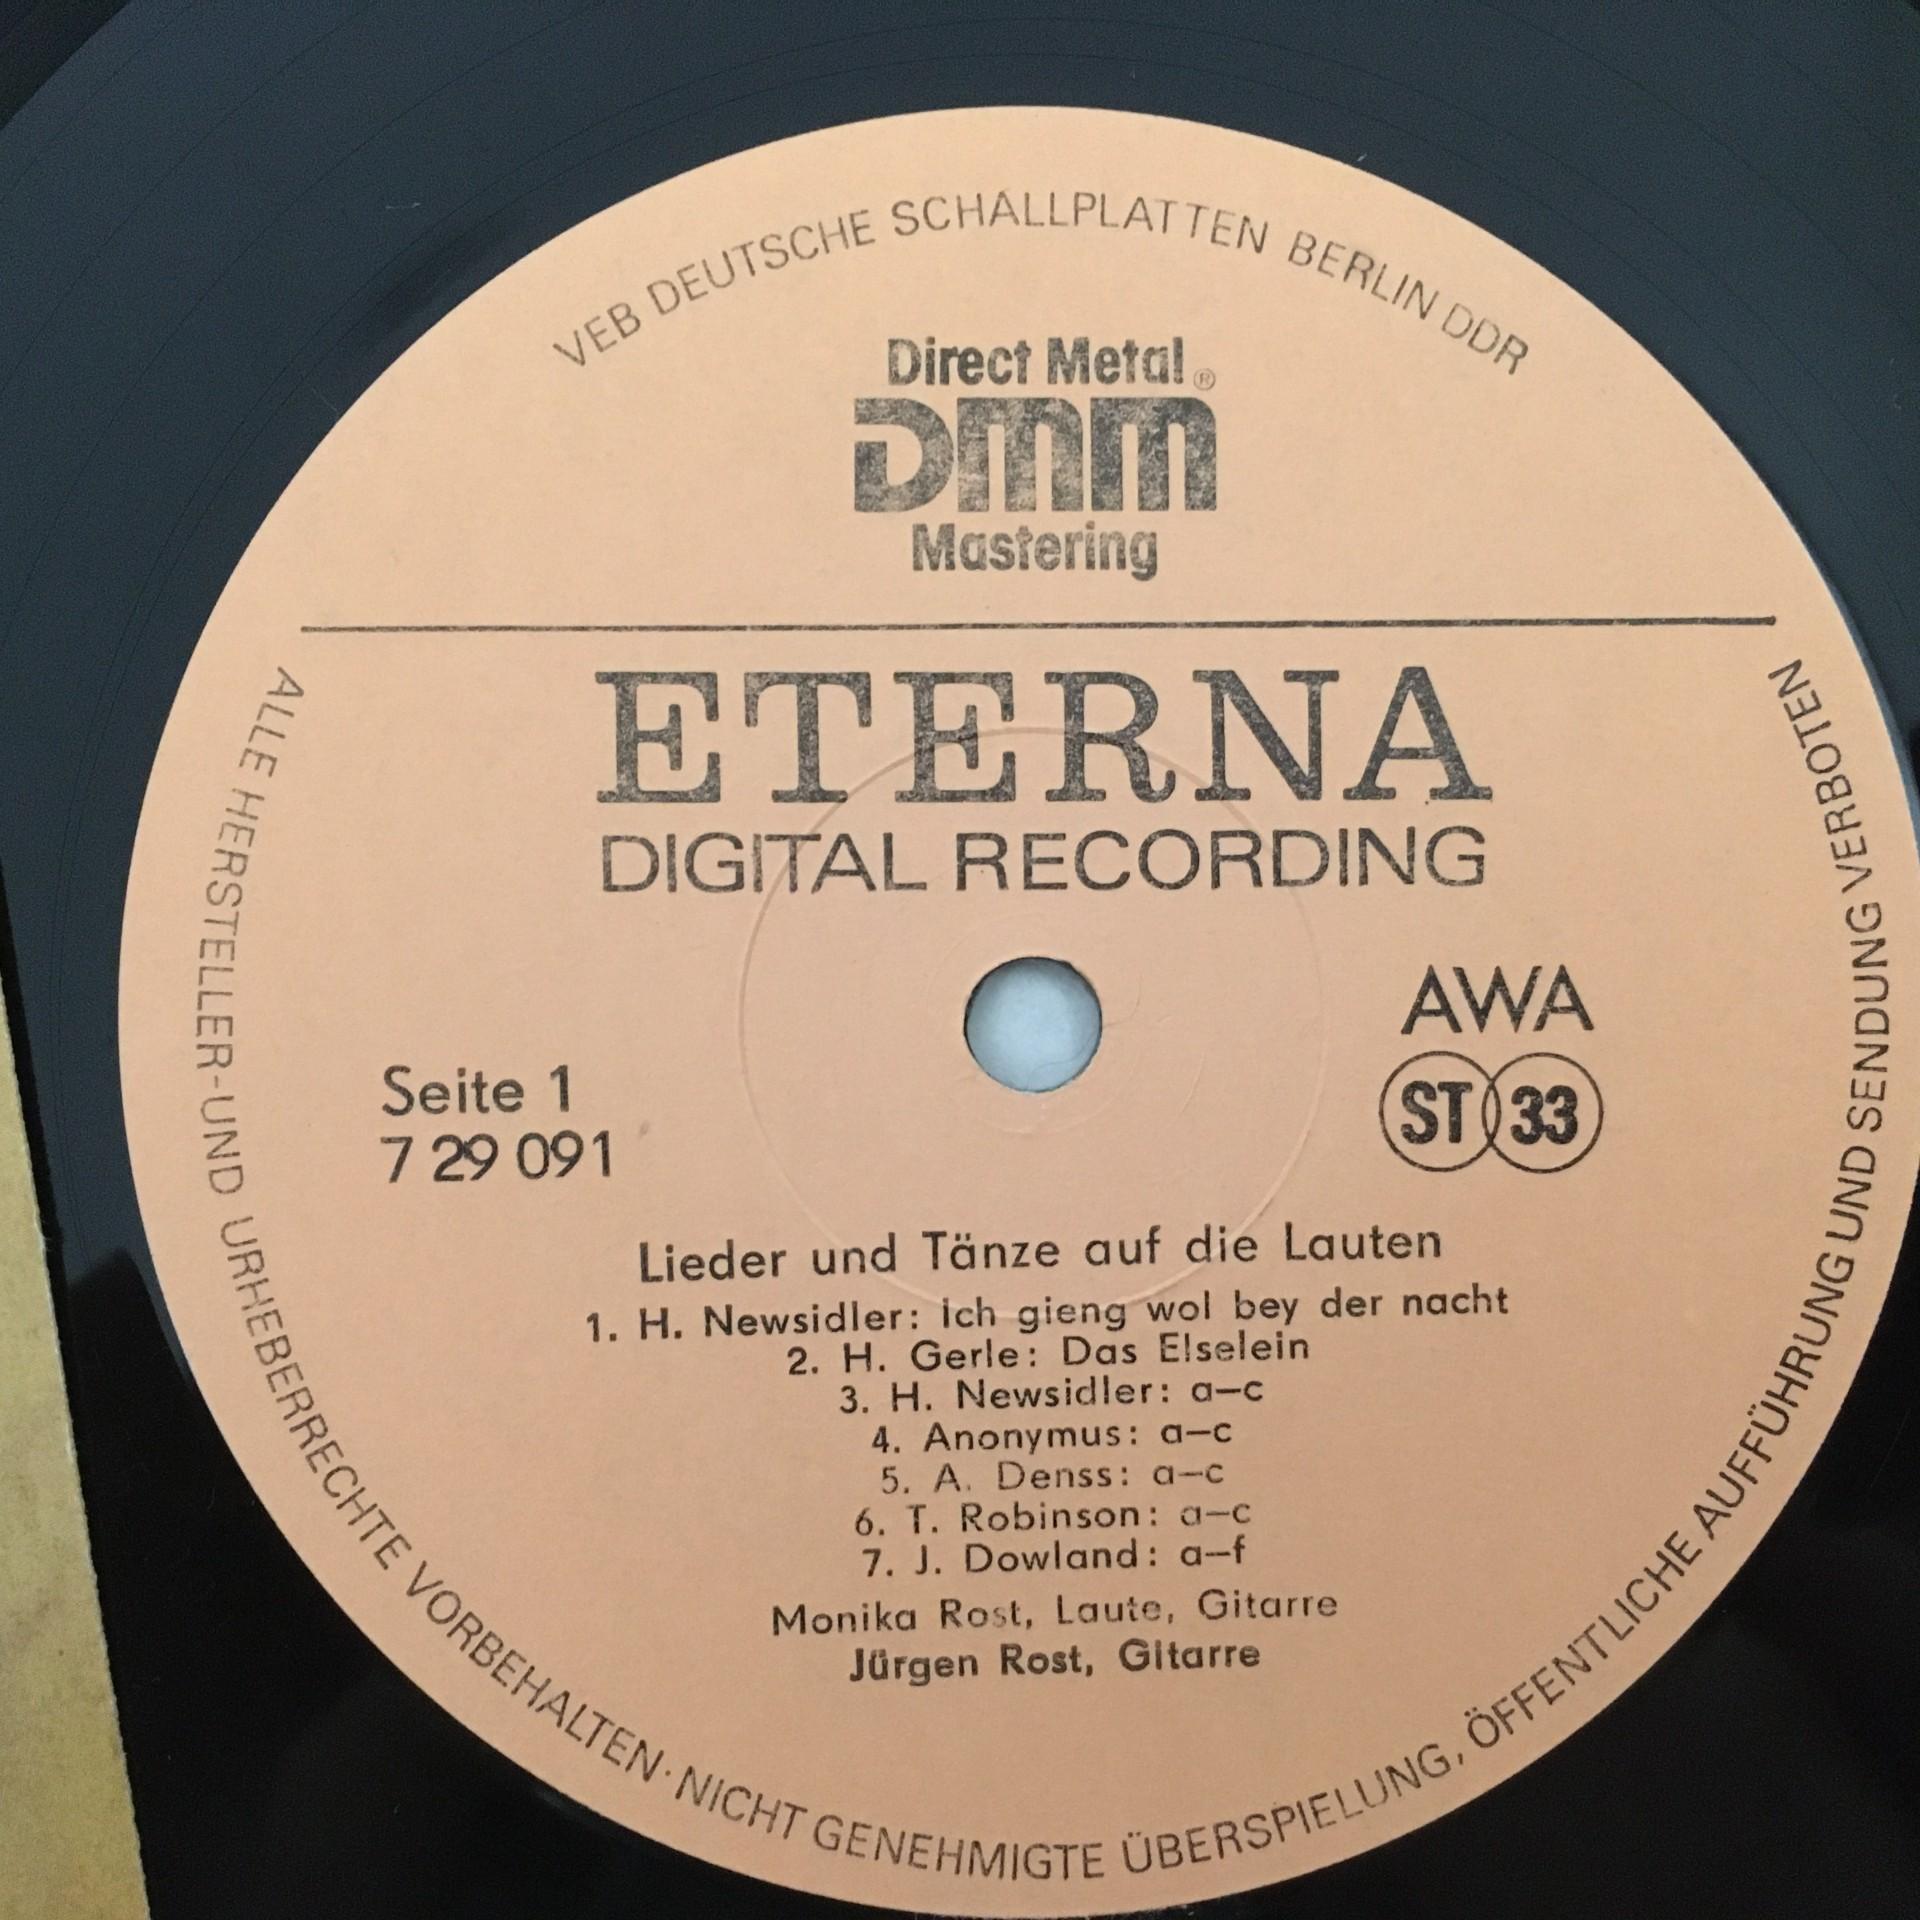 VEB DEUTSCHE SCHALLPLATTEN BERLIN DDR
Direct Metal ®
DMM
Mastering
ETERNA
DIGITAL RECORDING
AWA
ST 33
Seite 1
7 29 091
Lieder und Tänze auf die Lauten
1. H. Newsidler: Ich gieng wol bey der nacht
2. H. Gerle: Das Elselein
3. H. Newsidler: a–c
4. Anonymus: a–c
5. A. Denss: a–c
6. T. Robinson: a–c
7. J. Dowland: a–f
Monika Rost, Laute, Gitarre
Jürgen Rost, Gitarre
ALLE HERSTELLER-UND URHEBERRECHTE VORBEHALTEN · NICHT GENEHMIGTE ÜBERSPIELUNG, ÖFFENTLICHE AUFFÜHRUNG UND SENDUNG VERBOTEN